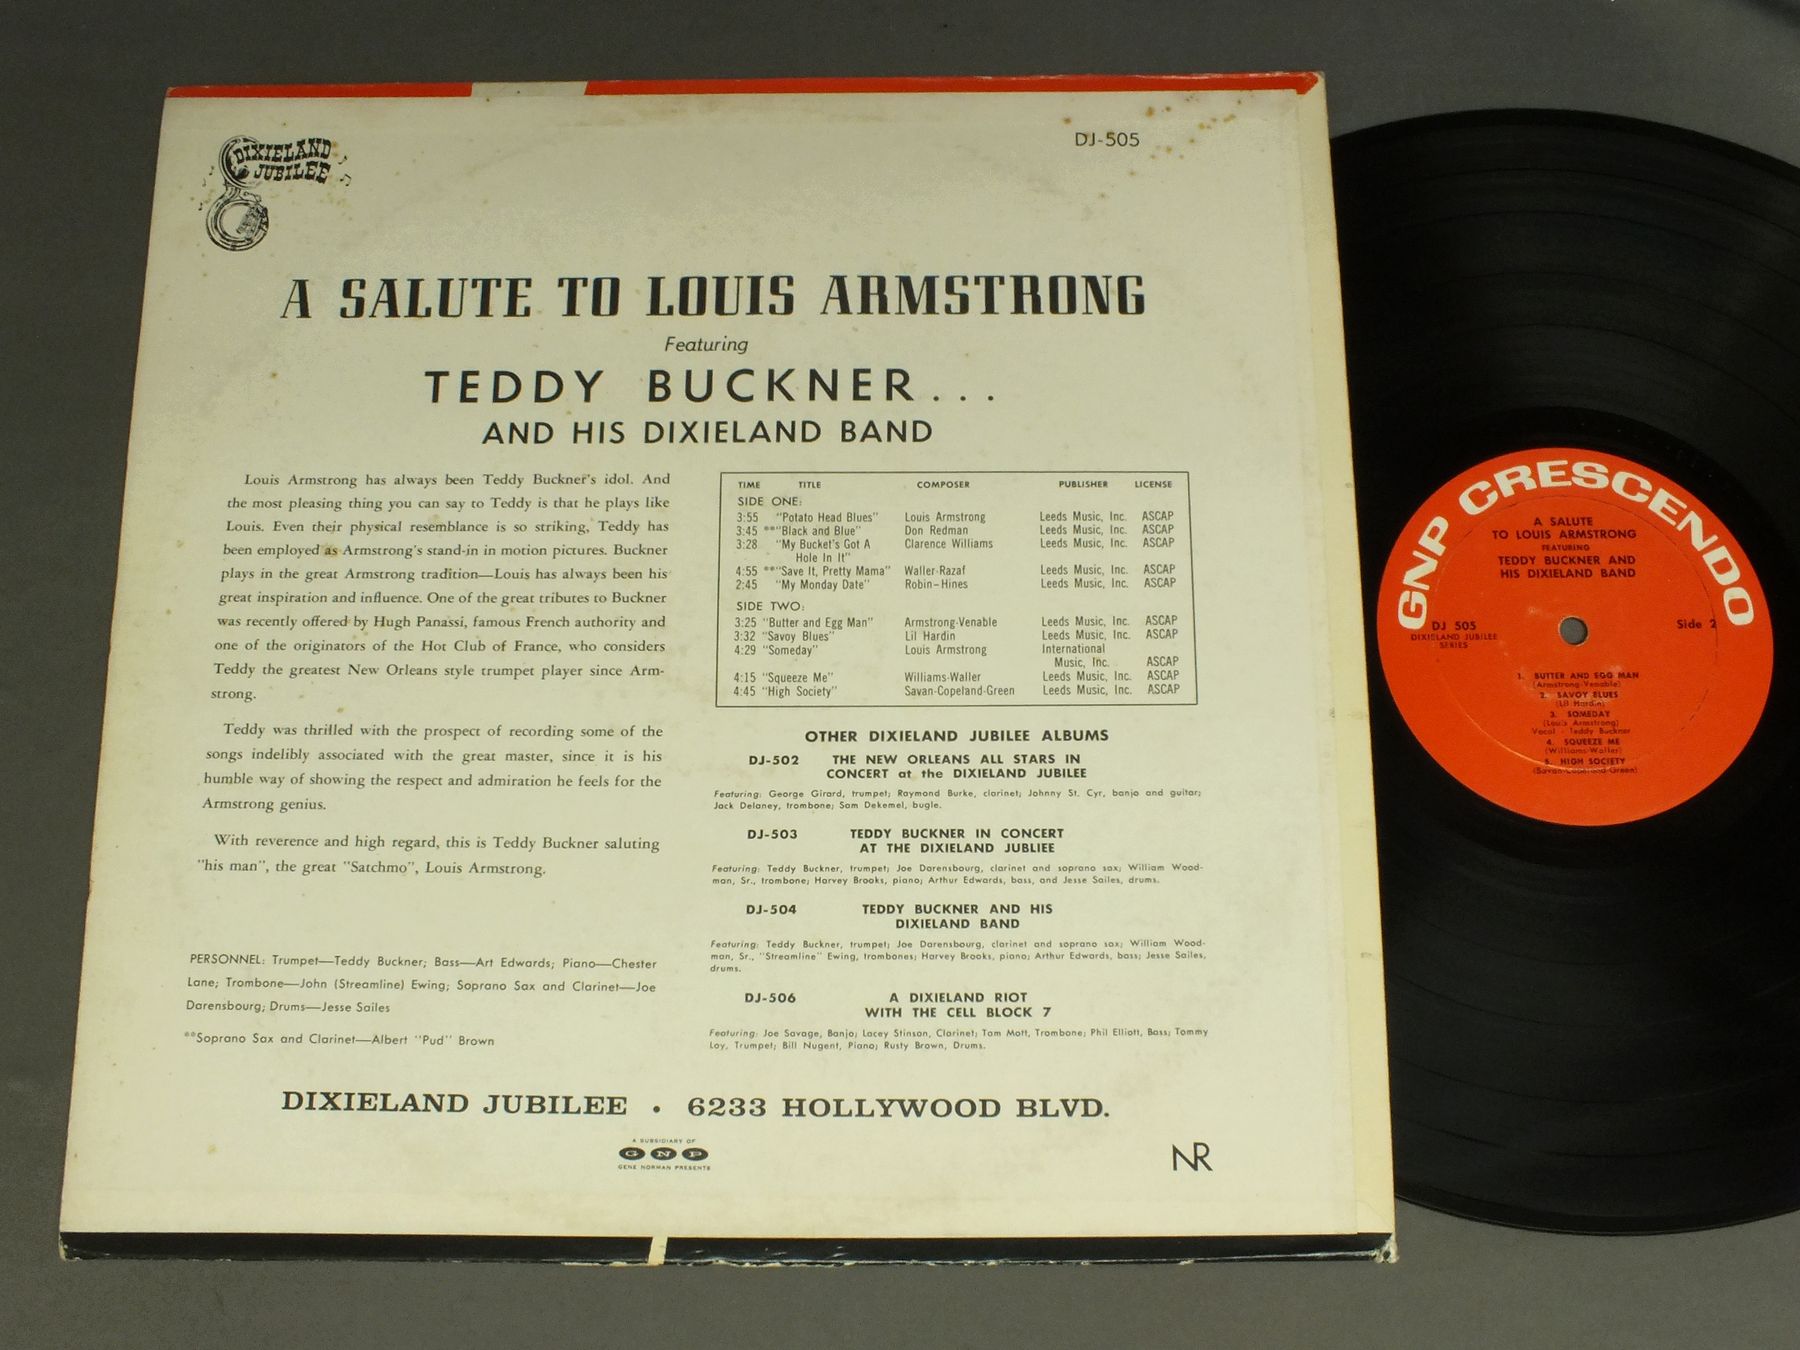 DIXIELAND
JUBILEE
DJ-505
A SALUTE TO LOUIS ARMSTRONG
Featuring
TEDDY BUCKNER...
AND HIS DIXIELAND BAND
Louis Armstrong has always been Teddy Buckner's idol. And
the most pleasing thing you can say to Teddy is that he plays like
Louis. Even their physical resemblance is so striking, Teddy has
been employed as Armstrong's stand-in in motion pictures. Buckner
plays in the great Armstrong tradition—Louis has always been his
great inspiration and influence. One of the great tributes to Buckner
was recently offered by Hugh Panassi, famous French authority and
one of the originators of the Hot Club of France, who considers
Teddy the greatest New Orleans style trumpet player since Arm-
strong.
Teddy was thrilled with the prospect of recording some of the
songs indelibly associated with the great master, since it is his
humble way of showing the respect and admiration he feels for the
Armstrong genius.
With reverence and high regard, this is Teddy Buckner saluting
"his man", the great "Satchmo", Louis Armstrong.
PERSONNEL: Trumpet—Teddy Buckner; Bass—Art Edwards; Piano—Chester
Lane; Trombone—John (Streamline) Ewing; Soprano Sax and Clarinet—Joe
Darensbourg; Drums—Jesse Sailes
**Soprano Sax and Clarinet—Albert "Pud" Brown
TIME TITLE COMPOSER PUBLISHER LICENSE
SIDE ONE:
3:55 "Potato Head Blues" Louis Armstrong Leeds Music, Inc. ASCAP
3:45 **"Black and Blue" Don Redman Leeds Music, Inc. ASCAP
3:28 "My Bucket's Got A Clarence Williams Leeds Music, Inc. ASCAP
Hole In It"
4:55 **"Save It, Pretty Mama" Waller-Razaf Leeds Music, Inc. ASCAP
2:45 "My Monday Date" Robin-Hines Leeds Music, Inc. ASCAP
SIDE TWO:
3:25 "Butter and Egg Man" Armstrong-Venable Leeds Music, Inc. ASCAP
3:32 "Savoy Blues" Lil Hardin Leeds Music, Inc. ASCAP
4:29 "Someday" Louis Armstrong International
Music, Inc. ASCAP
4:15 "Squeeze Me" Williams-Waller Leeds Music, Inc. ASCAP
4:45 "High Society" Savan-Copeland-Green Leeds Music, Inc. ASCAP
OTHER DIXIELAND JUBILEE ALBUMS
DJ-502 THE NEW ORLEANS ALL STARS IN
CONCERT at the DIXIELAND JUBILEE
Featuring: George Girard, trumpet; Raymond Burke, clarinet; Johnny St. Cyr, banjo and guitar;
Jack Delaney, trombone; Sam Dekemel, bugle.
DJ-503 TEDDY BUCKNER IN CONCERT
AT THE DIXIELAND JUBLIEE
Featuring: Teddy Buckner, trumpet; Joe Darensbourg, clarinet and soprano sax; William Wood-
man, Sr., trombone; Harvey Brooks, piano; Arthur Edwards, bass, and Jesse Sailes, drums.
DJ-504 TEDDY BUCKNER AND HIS
DIXIELAND BAND
Featuring: Teddy Buckner, trumpet; Joe Darensbourg, clarinet and soprano sax; William Wood-
man, Sr., "Streamline" Ewing, trombones; Harvey Brooks, piano; Arthur Edwards, bass; Jesse Sailes,
drums.
DJ-506 A DIXIELAND RIOT
WITH THE CELL BLOCK 7
Featuring: Joe Savage, Banjo; Lacey Stinson, Clarinet; Tom Mott, Trombone; Phil Elliott, Bass; Tommy
Loy, Trumpet; Bill Nugent, Piano; Rusty Brown, Drums.
DIXIELAND JUBILEE • 6233 HOLLYWOOD BLVD.
A SUBSIDIARY OF
GNP
GENE NORMAN PRESENTS
NR
GNP CRESCENDO
A SALUTE
TO LOUIS ARMSTRONG
FEATURING
TEDDY BUCKNER AND
HIS DIXIELAND BAND
DJ 505
DIXIELAND JUBILEE
SERIES
Side 2
1. BUTTER AND EGG MAN
(Armstrong-Venable)
2. SAVOY BLUES
(Lil Hardin)
3. SOMEDAY
(Louis Armstrong)
Vocal - Teddy Buckner
4. SQUEEZE ME
(Williams-Waller)
5. HIGH SOCIETY
(Savan-Copeland-Green)